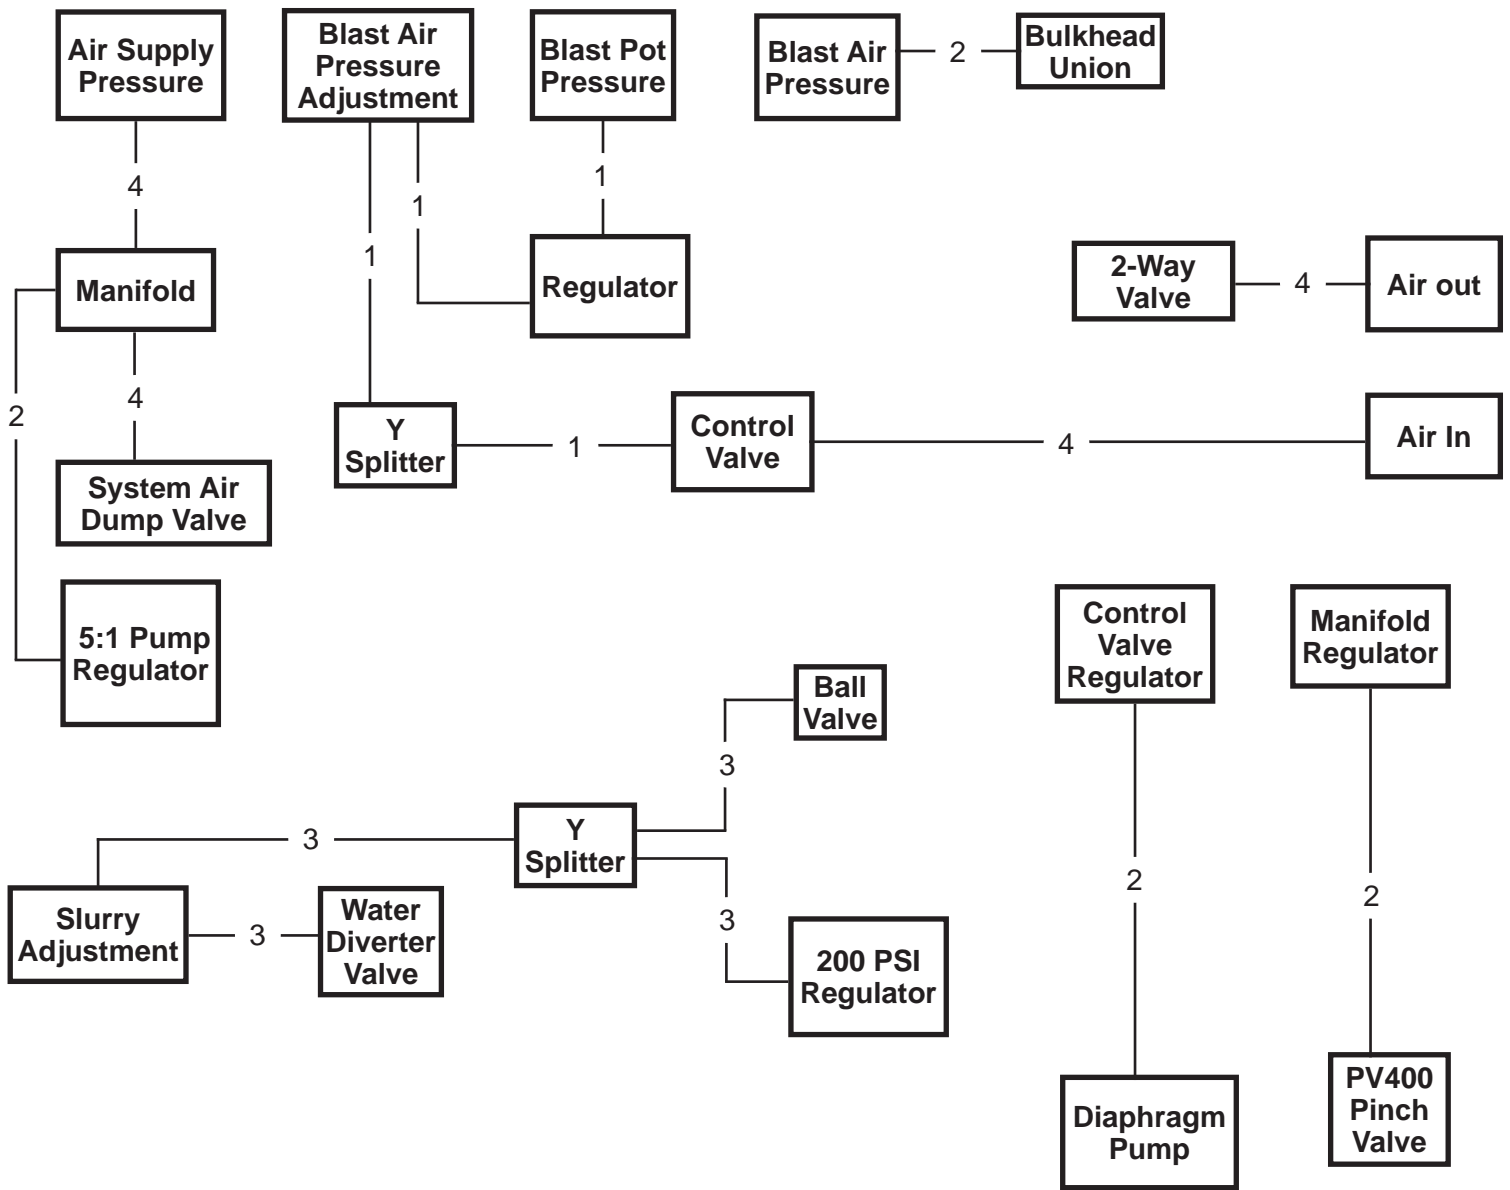 Air Supply
Pressure
Blast Air
Pressure
Adjustment
Blast Pot
Pressure
Blast Air
Pressure
2
Bulkhead
Union
4
1
1
1
Manifold
Regulator
2-Way
Valve
4
Air out
2
4
Y
Splitter
1
Control
Valve
4
Air In
System Air
Dump Valve
5:1 Pump
Regulator
Control
Valve
Regulator
Manifold
Regulator
Ball
Valve
3
3
Y
Splitter
3
2
2
Slurry
Adjustment
3
Water
Diverter
Valve
200 PSI
Regulator
Diaphragm
Pump
PV400
Pinch
Valve